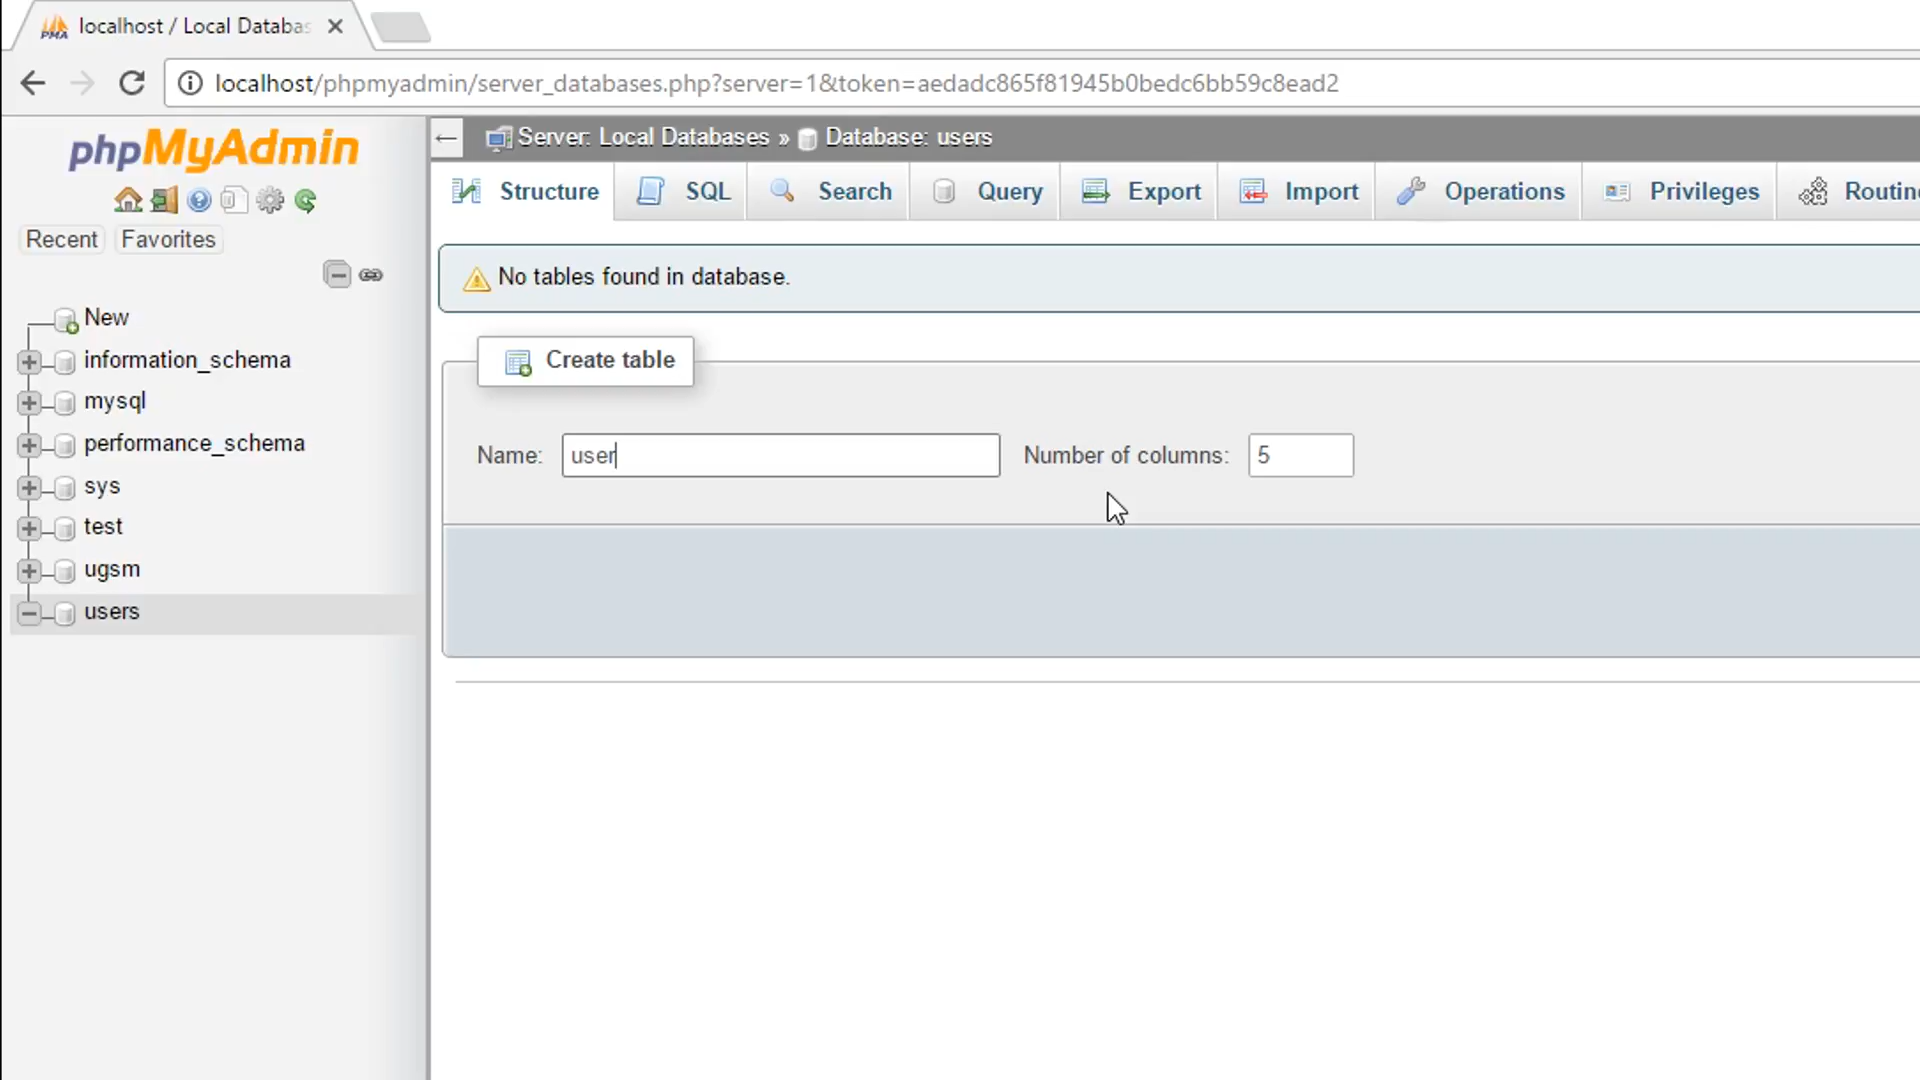 localhost / Local Databas
localhost/phpmyadmin/server_databases.php?server=1&token=aedadc865f81945b0bedc6bb59c8ead2
phpMyAdmin
Recent Favorites
New
information_schema
mysql
performance_schema
sys
test
ugsm
users
Server: Local Databases » Database: users
Structure SQL Search Query Export Import Operations Privileges Routin
No tables found in database.
Create table
Name: user Number of columns: 5